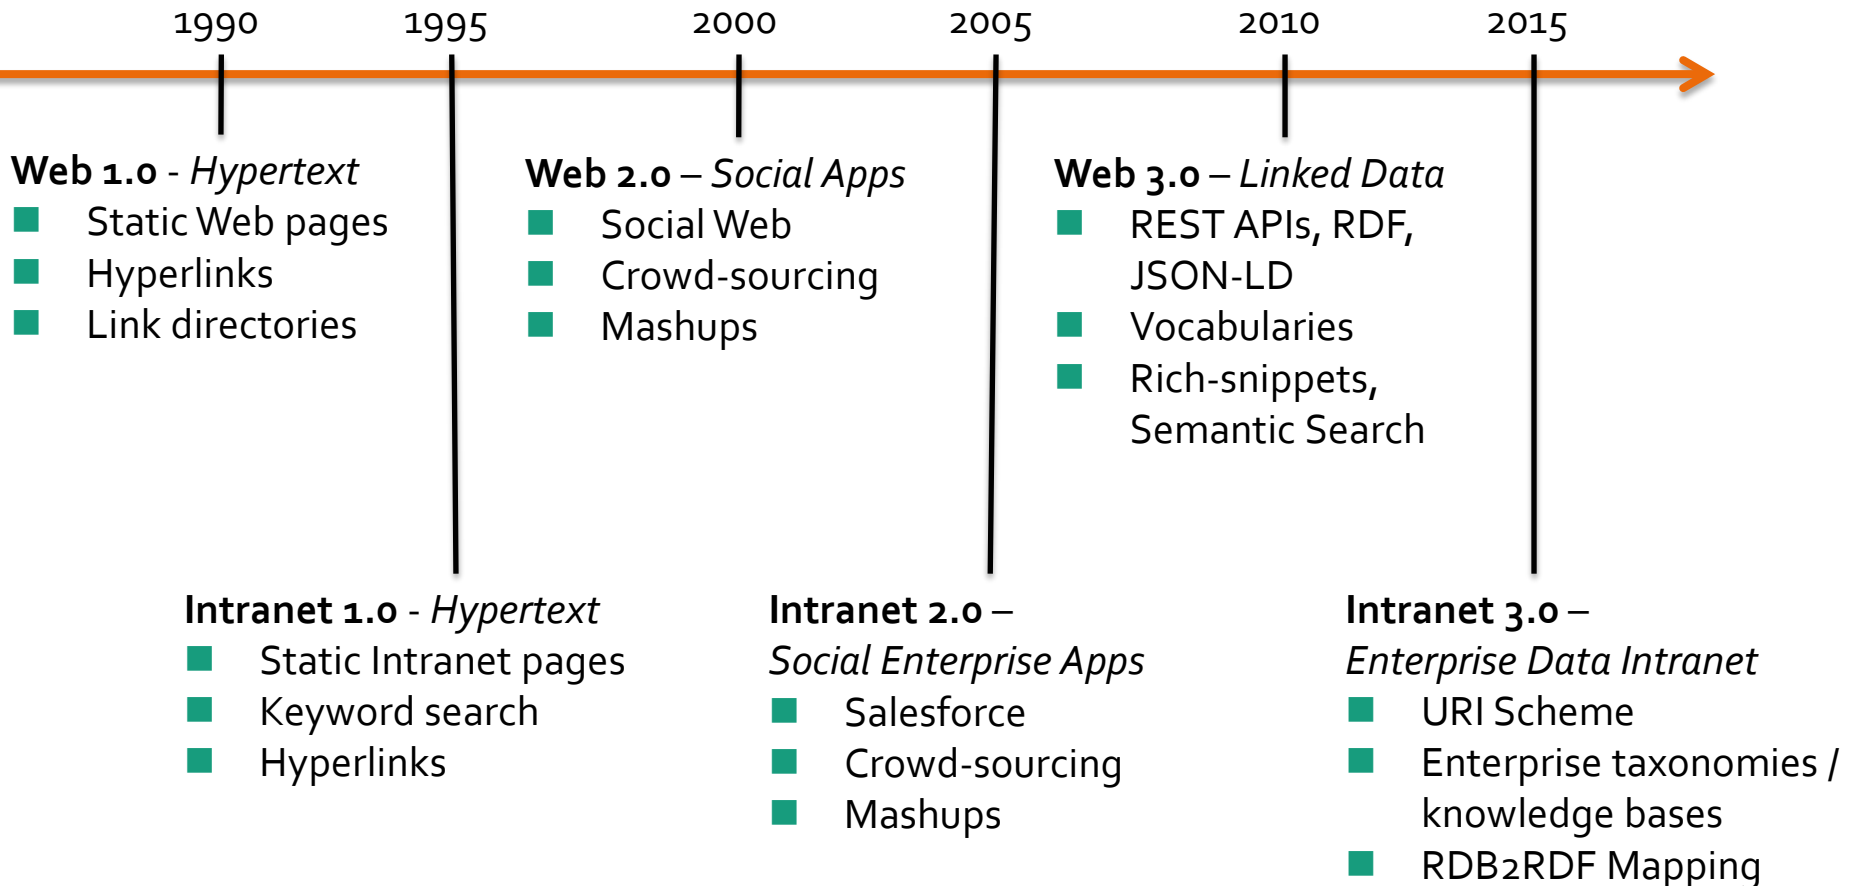 1990 1995 2000 2005 2010 2015
Web 1.0 - Hypertext
Static Web pages
Hyperlinks
Link directories
Web 2.0 – Social Apps
Social Web
Crowd-sourcing
Mashups
Web 3.0 – Linked Data
REST APIs, RDF,
JSON-LD
Vocabularies
Rich-snippets,
Semantic Search
Intranet 1.0 - Hypertext
Static Intranet pages
Keyword search
Hyperlinks
Intranet 2.0 –
Social Enterprise Apps
Salesforce
Crowd-sourcing
Mashups
Intranet 3.0 –
Enterprise Data Intranet
URI Scheme
Enterprise taxonomies /
knowledge bases
RDB2RDF Mapping